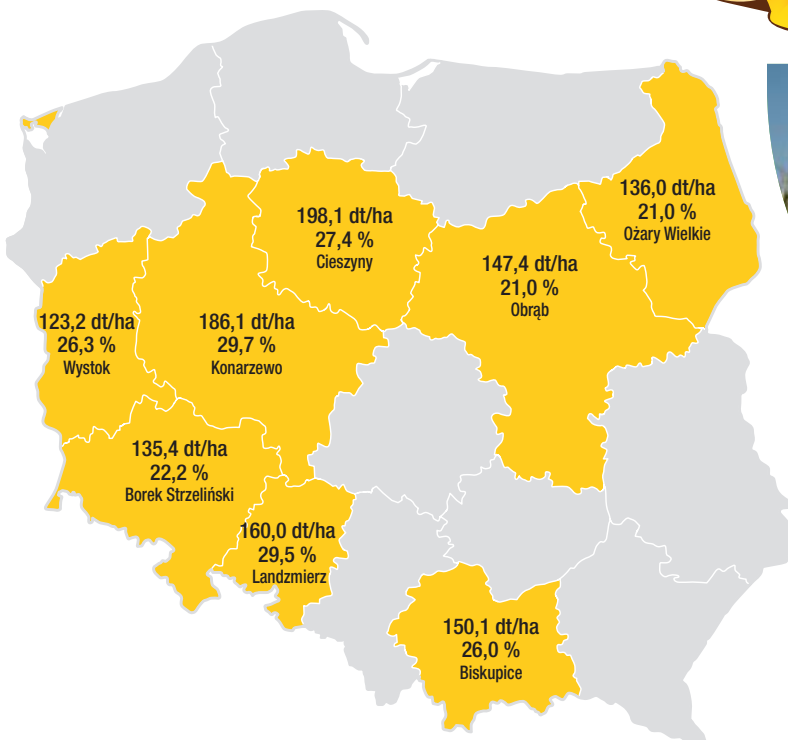 136,0 dt/ha
21,0 %
Ożary Wielkie
198,1 dt/ha
27,4 %
Cieszyny
147,4 dt/ha
21,0 %
Obrąb
123,2 dt/ha
26,3 %
Wystok
186,1 dt/ha
29,7 %
Konarzewo
135,4 dt/ha
22,2 %
Borek Strzeliński
160,0 dt/ha
29,5 %
Landzmierz
150,1 dt/ha
26,0 %
Biskupice